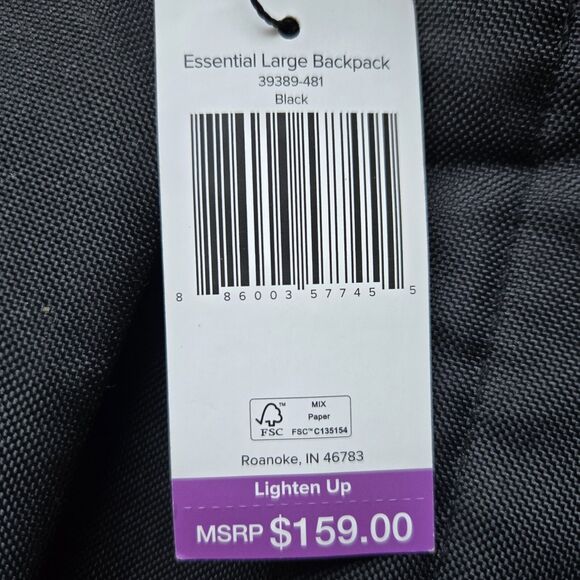 Essential Large Backpack
39389-481
Black
8 86003 57745 5
FSC™
MIX
Paper
FSC™ C135154
Roanoke, IN 46783
Lighten Up
MSRP $159.00